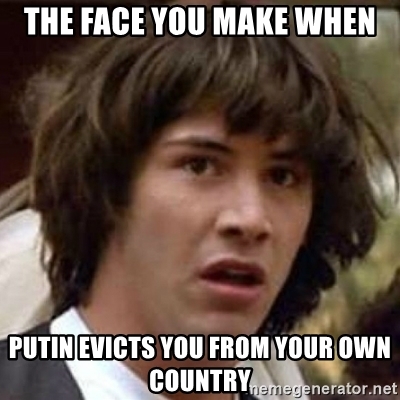 THE FACE YOU MAKE WHEN
PUTIN EVICTS YOU FROM YOUR OWN
COUNTRY
memegenerator.net